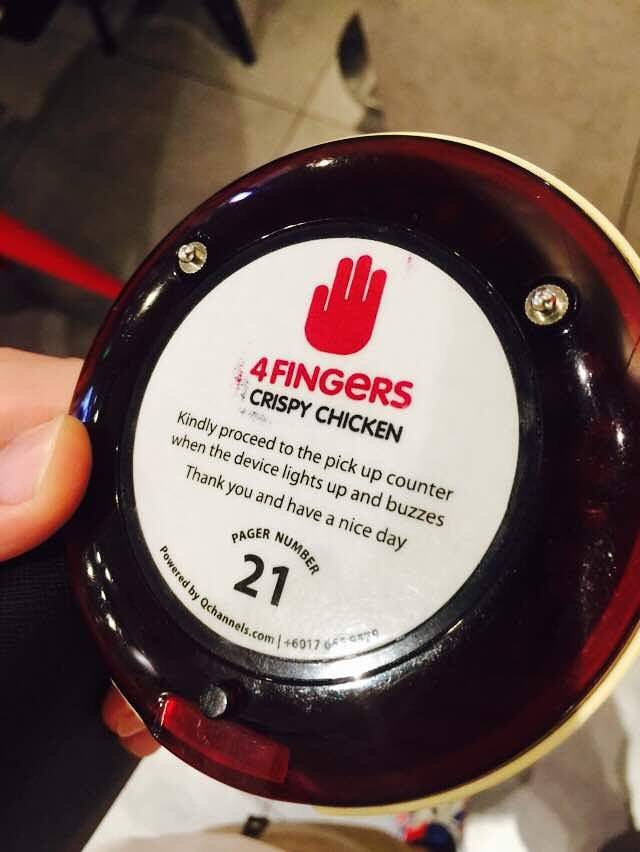 4FINGeRS
CRISPY CHICKEN
Kindly proceed to the pick up counter
when the device lights up and buzzes
Thank you and have a nice day
PAGER NUMBER
21
Powered by Qchannels.com | +6017